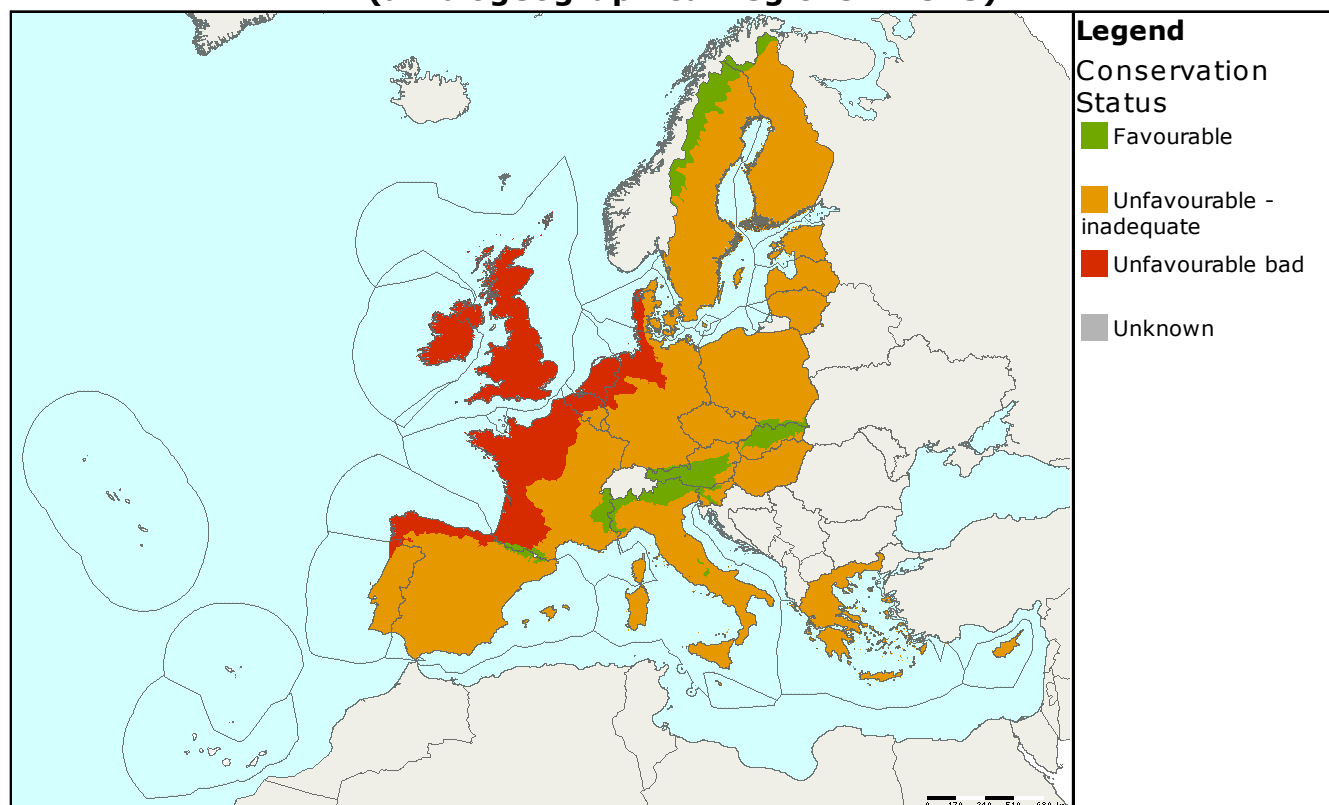 Legend
Conservation
Status
Favourable
Unfavourable -
inadequate
Unfavourable bad
Unknown